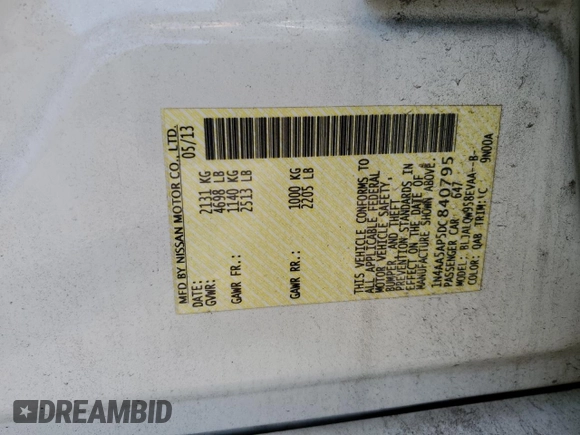 MFD BY NISSAN MOTOR CO., LTD.
DATE: 05/13
GVWR: 2131 KG
4698 LB
GAWR FR: 1140 KG
2513 LB
GAWR RR: 1000 KG
2205 LB
THIS VEHICLE CONFORMS TO
ALL APPLICABLE FEDERAL
MOTOR VEHICLE SAFETY,
BUMPER, AND THEFT
PREVENTION STANDARDS IN
EFFECT ON THE DATE OF
MANUFACTURE SHOWN ABOVE.
1N4AA5AP5DC840795
PASSENGER CAR 647
MODEL: BLJALQW958EVAA--B-
COLOR: QAB TRIM: C 9N00A
DREAMBID